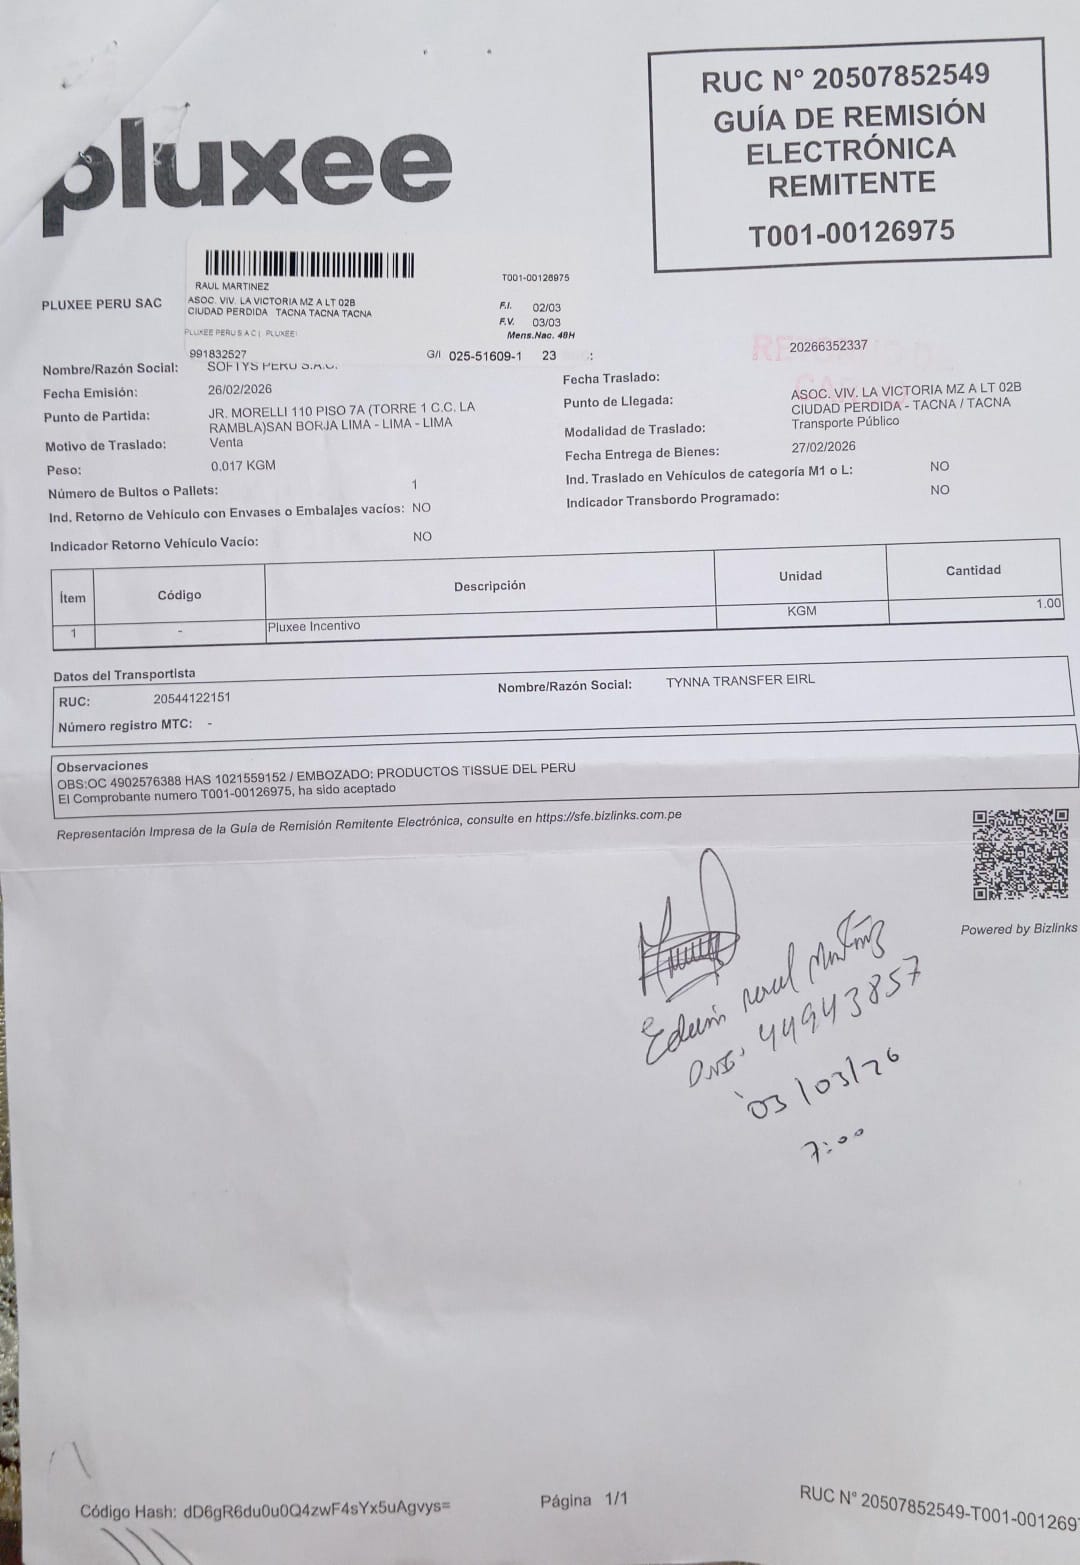 pluxee
RUC N° 20507852549
GUÍA DE REMISIÓN
ELECTRÓNICA
REMITENTE
T001-00126975
RAUL MARTINEZ
T001-00126975
PLUXEE PERU SAC
ASOC. VIV. LA VICTORIA MZ A LT 02B
CIUDAD PERDIDA TACNA TACNA TACNA
F.I. 02/03
F.V. 03/03
PLUXEE PERU S A C | PLUXEE
Mens.Nac. 48H
991832527
G/I 025-51609-1 23 :
20266352337
Nombre/Razón Social: SOFTYS PERU S.A.C.
Fecha Traslado:
Fecha Emisión: 26/02/2026
Punto de Llegada: ASOC. VIV. LA VICTORIA MZ A LT 02B
CIUDAD PERDIDA - TACNA / TACNA
Punto de Partida: JR. MORELLI 110 PISO 7A (TORRE 1 C.C. LA
RAMBLA)SAN BORJA LIMA - LIMA - LIMA
Modalidad de Traslado: Transporte Público
Motivo de Traslado: Venta
Fecha Entrega de Bienes: 27/02/2026
Peso: 0.017 KGM
Ind. Traslado en Vehículos de categoría M1 o L: NO
Número de Bultos o Pallets: 1
Indicador Transbordo Programado: NO
Ind. Retorno de Vehiculo con Envases o Embalajes vacíos: NO
Indicador Retorno Vehículo Vacío: NO
Ítem Código Descripción Unidad Cantidad
1 - Pluxee Incentivo KGM 1.00
Datos del Transportista
RUC: 20544122151 Nombre/Razón Social: TYNNA TRANSFER EIRL
Número registro MTC: -
Observaciones
OBS:OC 4902576388 HAS 1021559152 / EMBOZADO: PRODUCTOS TISSUE DEL PERU
El Comprobante numero T001-00126975, ha sido aceptado
Representación Impresa de la Guía de Remisión Remitente Electrónica, consulte en https://sfe.bizlinks.com.pe
Powered by Bizlinks
Edwin Raul Martinez
DNI: 44943857
03/03/26
7:00
Código Hash: dD6gR6du0u0Q4zwF4sYx5uAgvys=
Página 1/1
RUC N° 20507852549-T001-001269